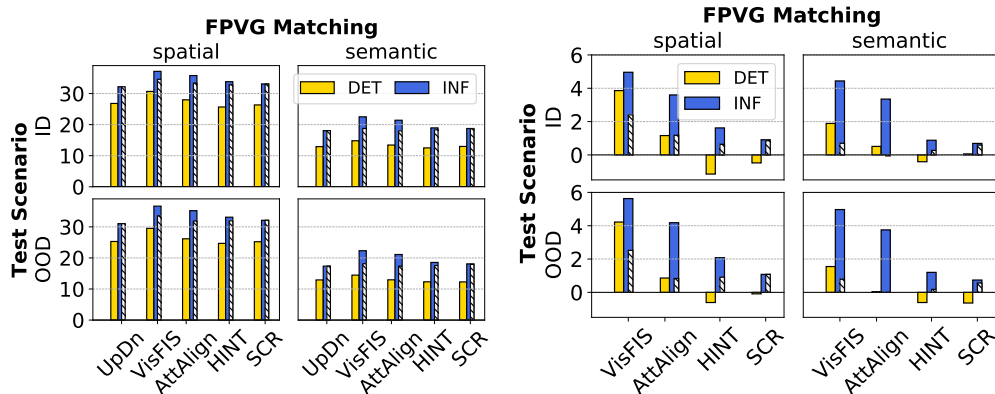 FPVG Matching
spatial semantic
DET INF
Test Scenario
ID
30
20
10
0
OOD
30
20
10
0
UpDn VisFIS AttAlign HINT SCR
UpDn VisFIS AttAlign HINT SCR
FPVG Matching
spatial semantic
DET
INF
Test Scenario
ID
6
4
2
0
OOD
6
4
2
0
VisFIS AttAlign HINT SCR
VisFIS AttAlign HINT SCR